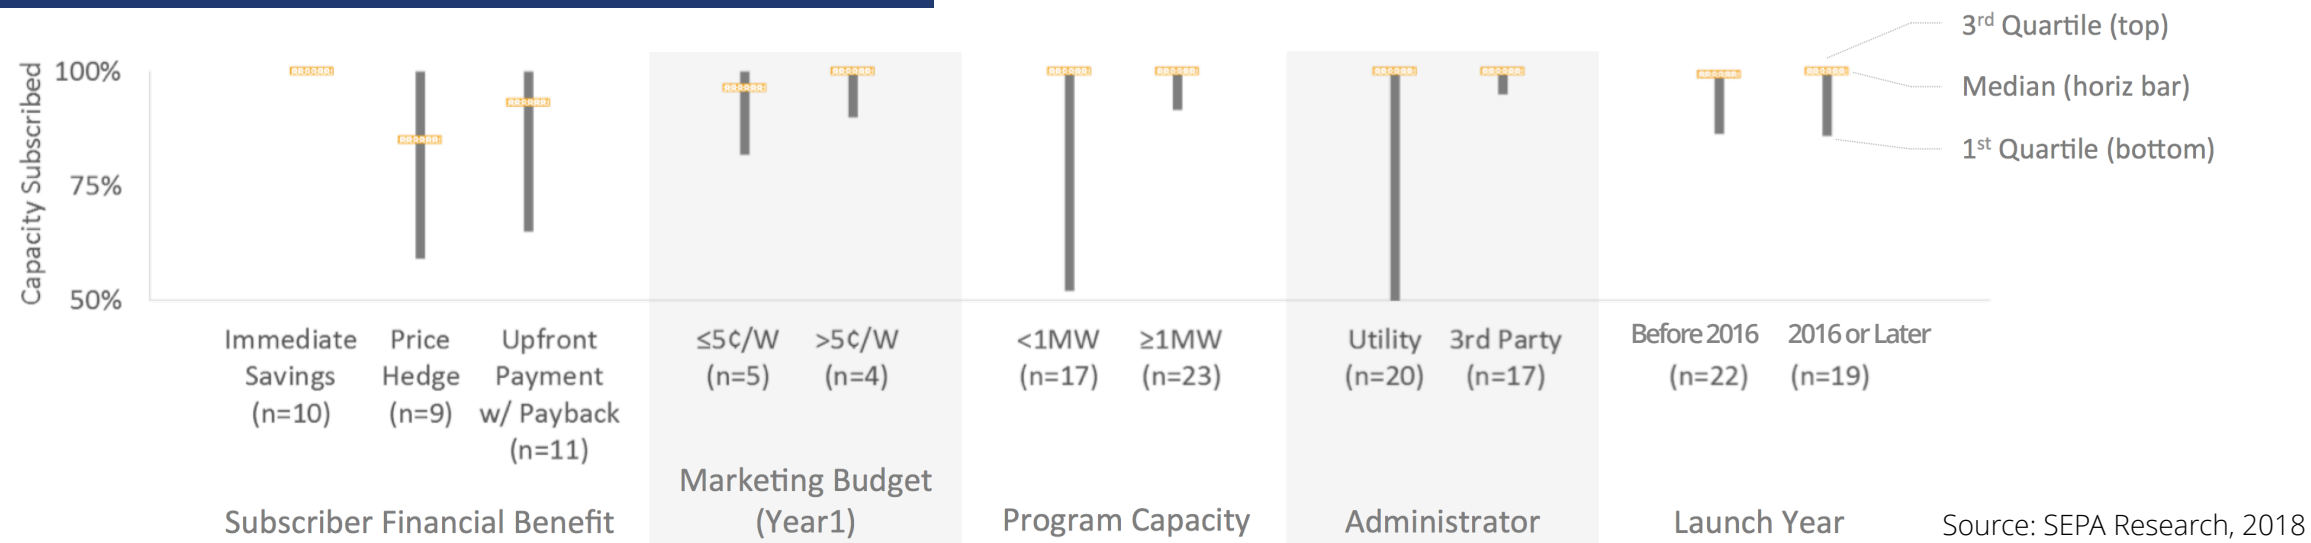 3rd Quartile (top)
Median (horiz bar)
1st Quartile (bottom)
Capacity Subscribed
100%
75%
50%
Immediate Savings (n=10)
Price Hedge (n=9)
Upfront Payment w/ Payback (n=11)
Subscriber Financial Benefit
≤5¢/W (n=5)
>5¢/W (n=4)
Marketing Budget
(Year1)
<1MW (n=17)
≥1MW (n=23)
Program Capacity
Utility (n=20)
3rd Party (n=17)
Administrator
Before 2016 (n=22)
2016 or Later (n=19)
Launch Year
Source: SEPA Research, 2018